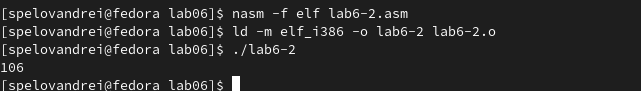 [spelovandrei@fedora lab06]$ nasm -f elf lab6-2.asm
[spelovandrei@fedora lab06]$ ld -m elf_i386 -o lab6-2 lab6-2.o
[spelovandrei@fedora lab06]$ ./lab6-2
106
[spelovandrei@fedora lab06]$